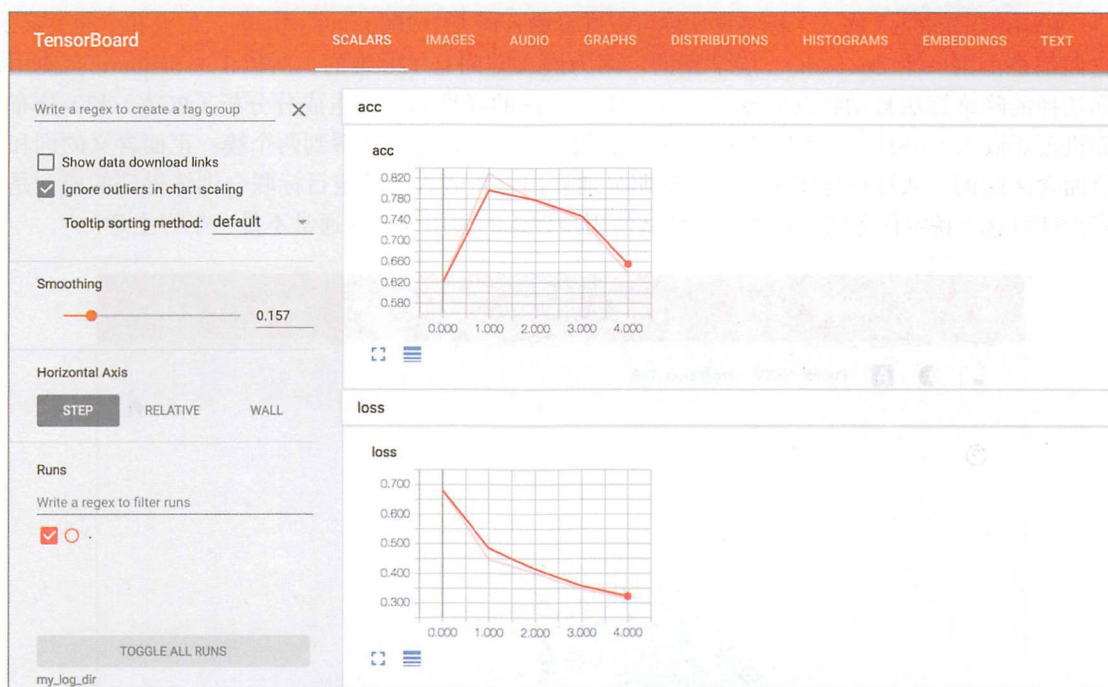 TensorBoard
SCALARS IMAGES AUDIO GRAPHS DISTRIBUTIONS HISTOGRAMS EMBEDDINGS TEXT
Write a regex to create a tag group
Show data download links
Ignore outliers in chart scaling
Tooltip sorting method: default
Smoothing
0.157
Horizontal Axis
STEP RELATIVE WALL
Runs
Write a regex to filter runs
.
TOGGLE ALL RUNS
my_log_dir
acc
acc
0.820
0.780
0.740
0.700
0.660
0.620
0.580
0.000 1.000 2.000 3.000 4.000
loss
loss
0.700
0.600
0.500
0.400
0.300
0.000 1.000 2.000 3.000 4.000